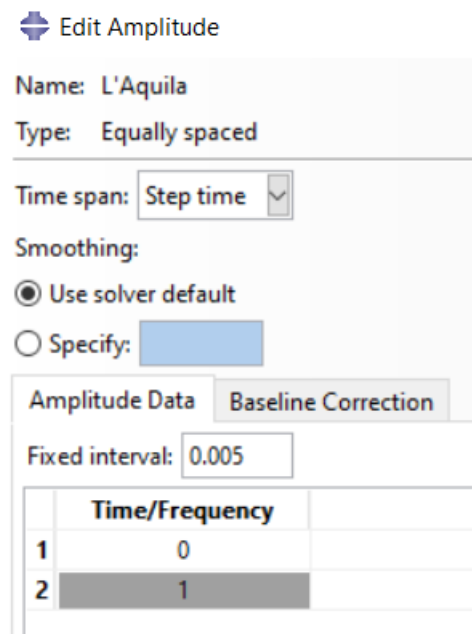 Edit Amplitude
Name: L'Aquila
Type: Equally spaced
Time span: Step time
Smoothing:
Use solver default
Specify:
Amplitude Data Baseline Correction
Fixed interval: 0.005
Time/Frequency
1 0
2 1